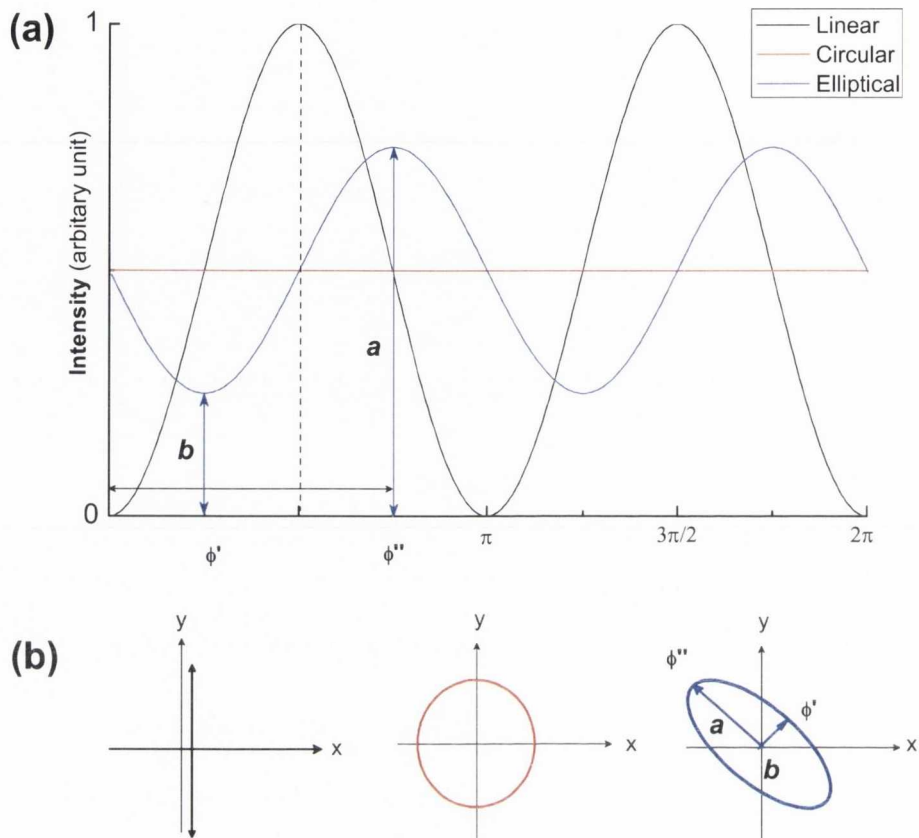 (a)
1
Linear
Circular
Elliptical
Intensity (arbitary unit)
a
b
0
ϕ'
ϕ"
π
3π/2
2π
(b)
y
x
y
x
y
ϕ"
ϕ'
a
b
x